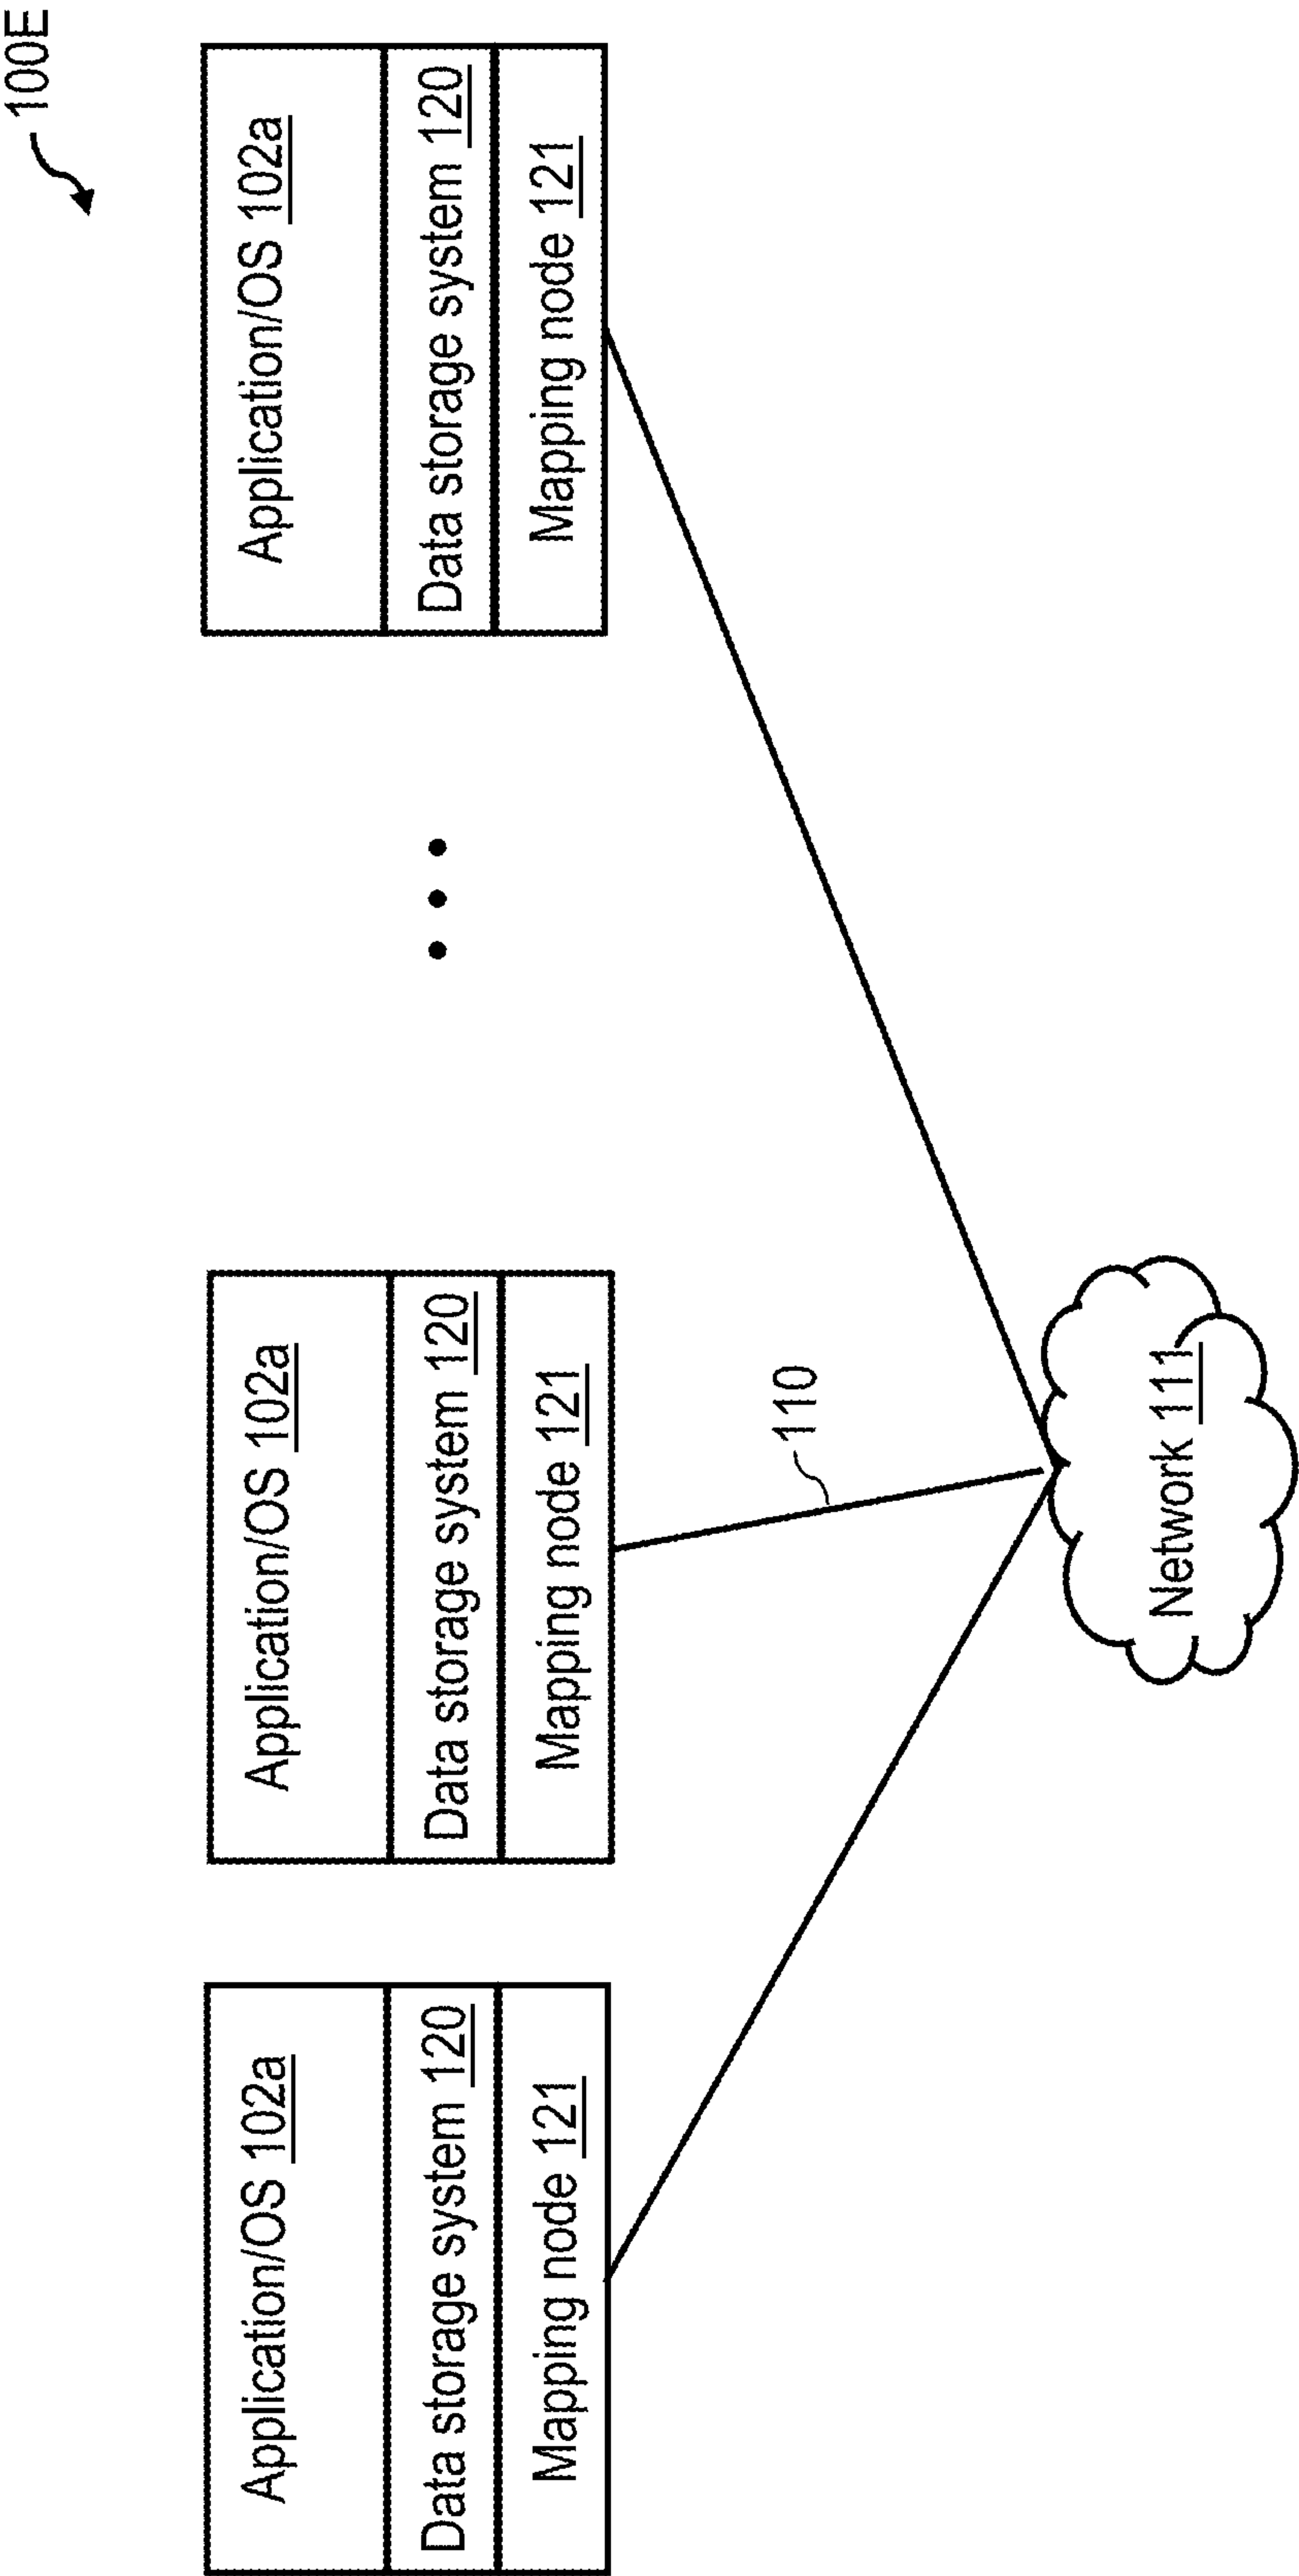 100E
Application/OS 102a
Data storage system 120
Mapping node 121
Application/OS 102a
Data storage system 120
Mapping node 121
Application/OS 102a
Data storage system 120
Mapping node 121
110
Network 111